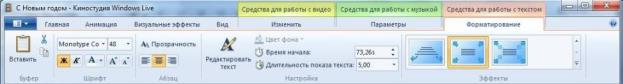 С Новым годом - Киностудия Windows Live
Средства для работы с видео Средства для работы с музыкой Средства для работы с текстом
Главная Анимация Визуальные эффекты Вид Изменить Параметры Форматирование
Вставить
Monotype Co 48
Ж К A A A
Прозрачность
Редактировать текст
Цвет фона
Время начала: 73,26s
Длительность показа текста: 5,00
Буфер Шрифт Абзац Настройка Эффекты